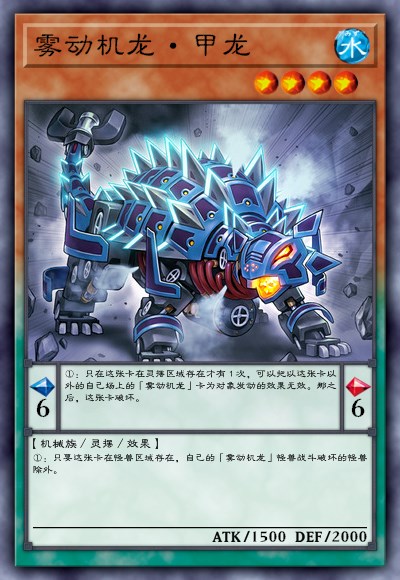 雾动机龙·甲龙
水
①：只在这张卡在灵摆区域存在才有1次，可以把以这张卡以
外的自己场上的「雾动机龙」卡为对象发动的效果无效。那之
后，这张卡破坏。
6
6
【机械族／灵摆／效果】
①：只要这张卡在怪兽区域存在，自己的「雾动机龙」怪兽战斗破坏的怪兽
除外。
ATK/1500 DEF/2000